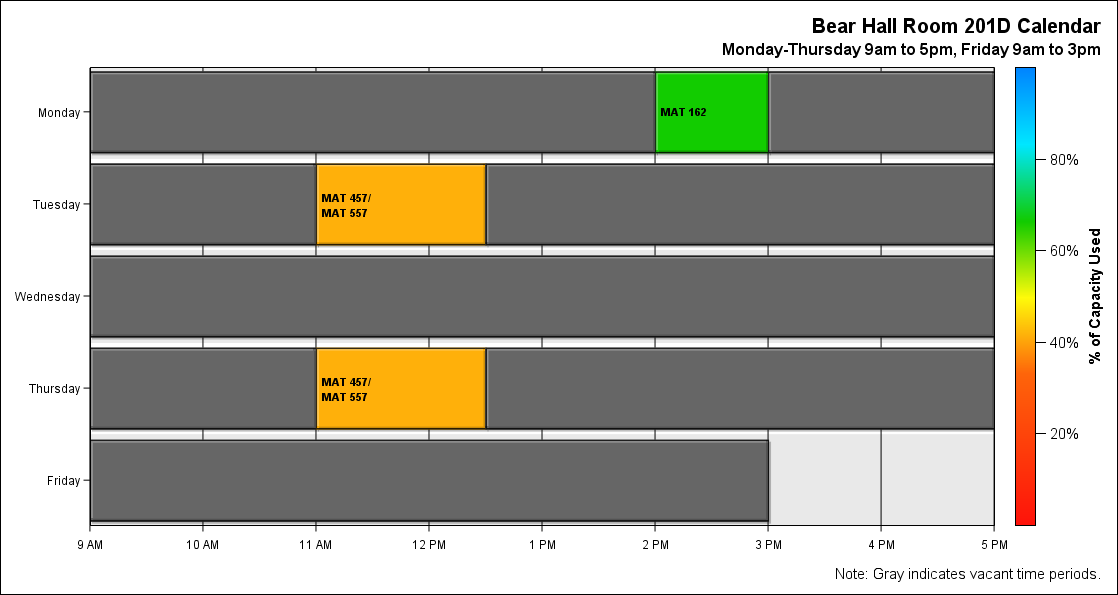 Bear Hall Room 201D Calendar
Monday-Thursday 9am to 5pm, Friday 9am to 3pm
Monday
MAT 162
Tuesday
MAT 457/
MAT 557
Wednesday
Thursday
MAT 457/
MAT 557
Friday
9 AM
10 AM
11 AM
12 PM
1 PM
2 PM
3 PM
4 PM
5 PM
80%
60%
40%
20%
% of Capacity Used
Note: Gray indicates vacant time periods.